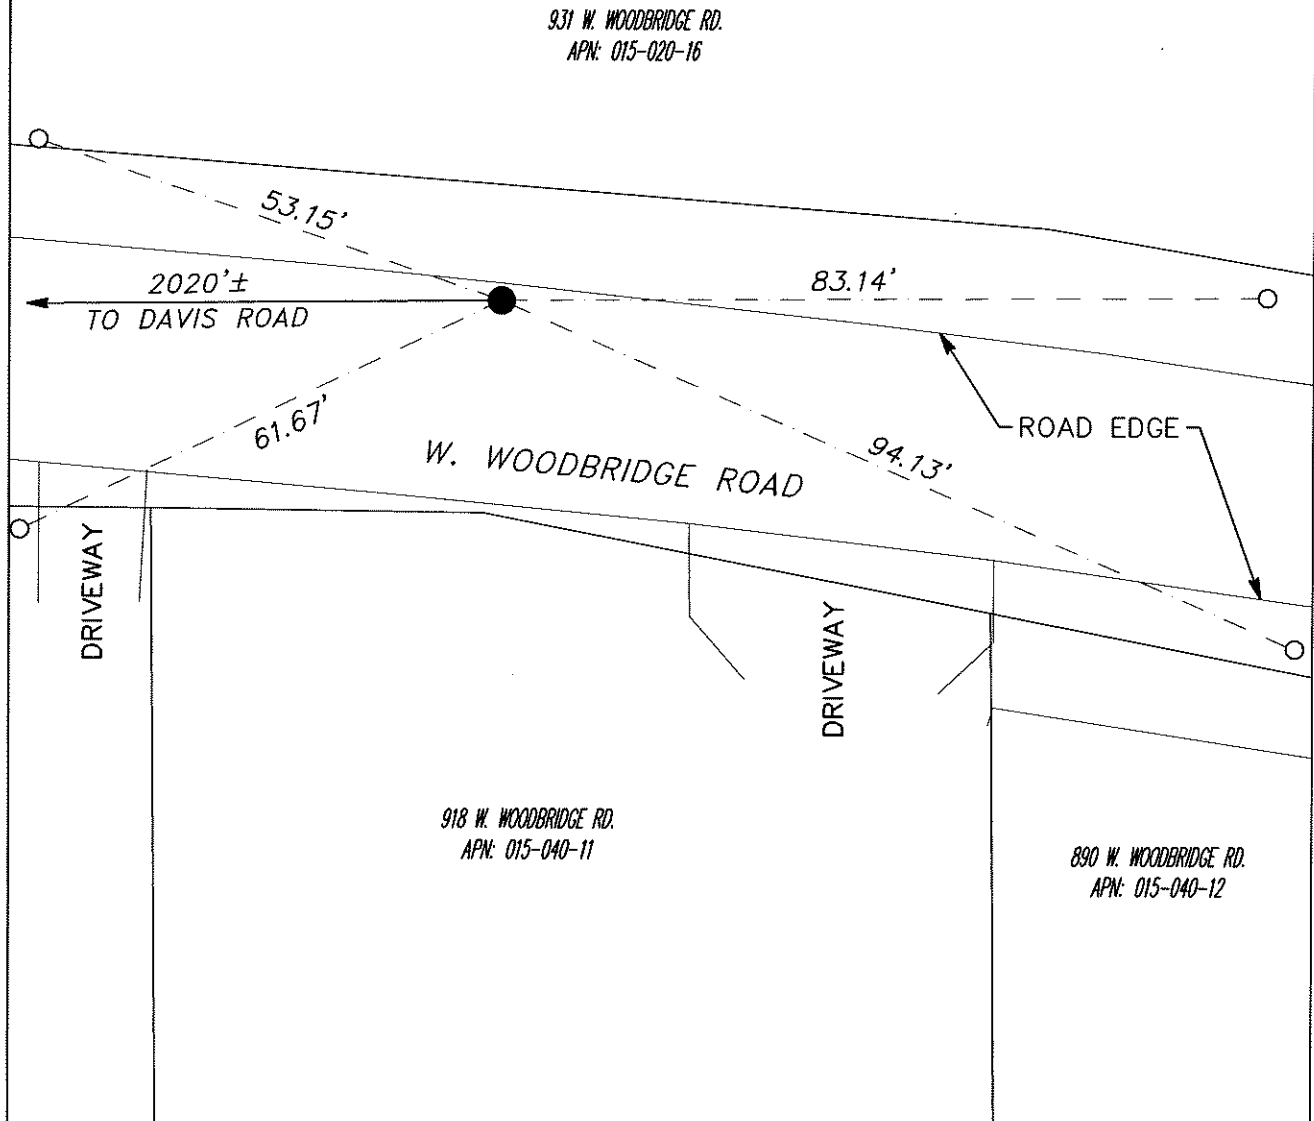 931 W. WOODBRIDGE RD.
APN: 015-020-16
53.15'
2020'±
TO DAVIS ROAD
83.14'
61.67'
W. WOODBRIDGE ROAD
94.13'
ROAD EDGE
DRIVEWAY
DRIVEWAY
918 W. WOODBRIDGE RD.
APN: 015-040-11
890 W. WOODBRIDGE RD.
APN: 015-040-12